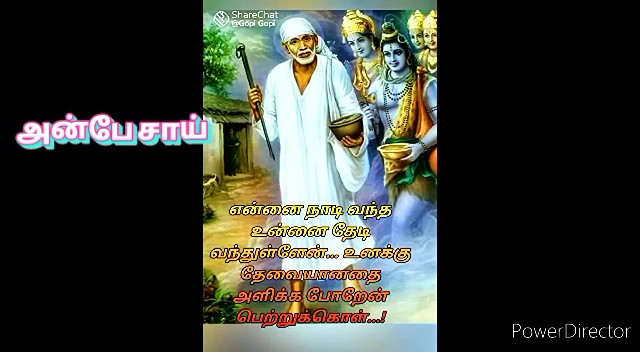 ShareChat
@Gopi Gopi
அன்பே சாய்
என்னை நாடி வந்த
உன்னை தேடி
வந்துள்ளேன்... உனக்கு
தேவையானதை
அளிக்க போறேன்
பெற்றுக்கொள்...!
PowerDirector